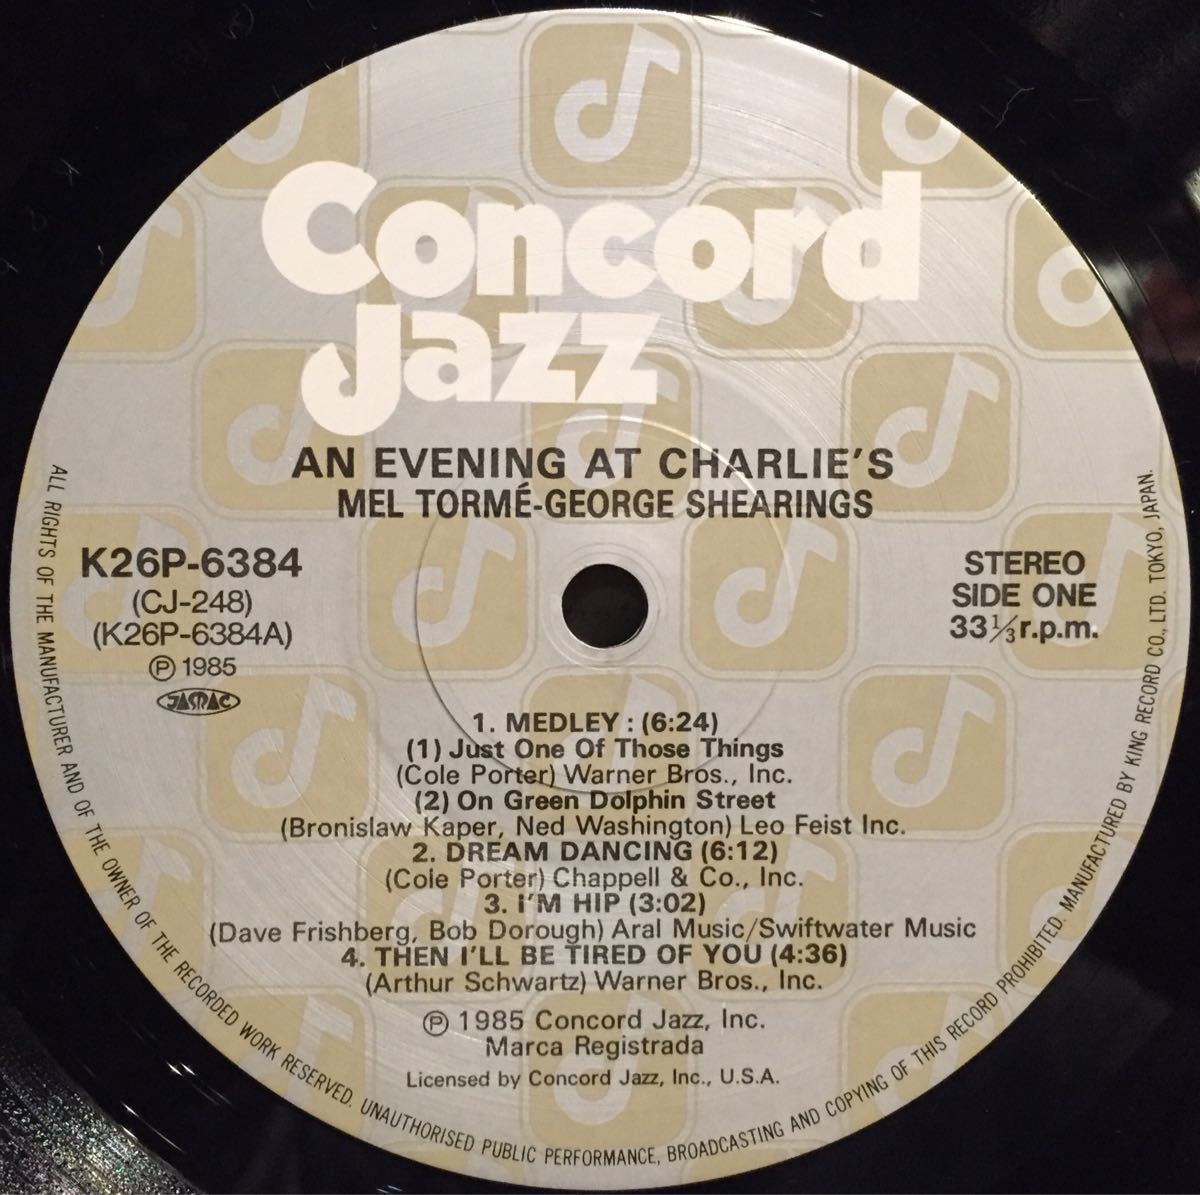 Concord
Jazz
AN EVENING AT CHARLIE'S
MEL TORMÉ-GEORGE SHEARINGS
K26P-6384
(CJ-248)
(K26P-6384A)
Ⓟ 1985
JASRAC
STEREO
SIDE ONE
33 1/3 r.p.m.
1. MEDLEY : (6:24)
(1) Just One Of Those Things
(Cole Porter) Warner Bros., Inc.
(2) On Green Dolphin Street
(Bronislaw Kaper, Ned Washington) Leo Feist Inc.
2. DREAM DANCING (6:12)
(Cole Porter) Chappell & Co., Inc.
3. I'M HIP (3:02)
(Dave Frishberg, Bob Dorough) Aral Music/Swiftwater Music
4. THEN I'LL BE TIRED OF YOU (4:36)
(Arthur Schwartz) Warner Bros., Inc.
Ⓟ 1985 Concord Jazz, Inc.
Marca Registrada
Licensed by Concord Jazz, Inc., U.S.A.
ALL RIGHTS OF THE MANUFACTURER AND OF THE OWNER OF THE RECORDED WORK RESERVED. UNAUTHORISED PUBLIC PERFORMANCE, BROADCASTING AND COPYING OF THIS RECORD PROHIBITED. MANUFACTURED BY KING RECORD CO., LTD. TOKYO, JAPAN.